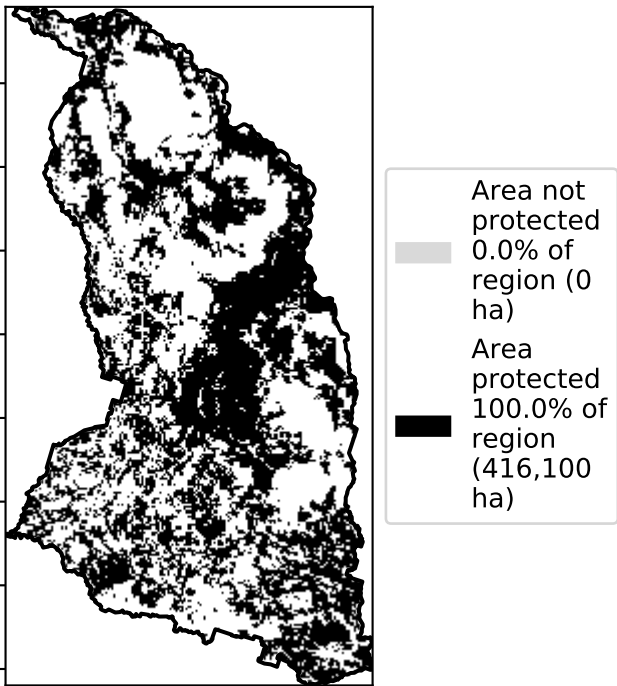 Area not
protected
0.0% of
region (0
ha)
Area
protected
100.0% of
region
(416,100
ha)